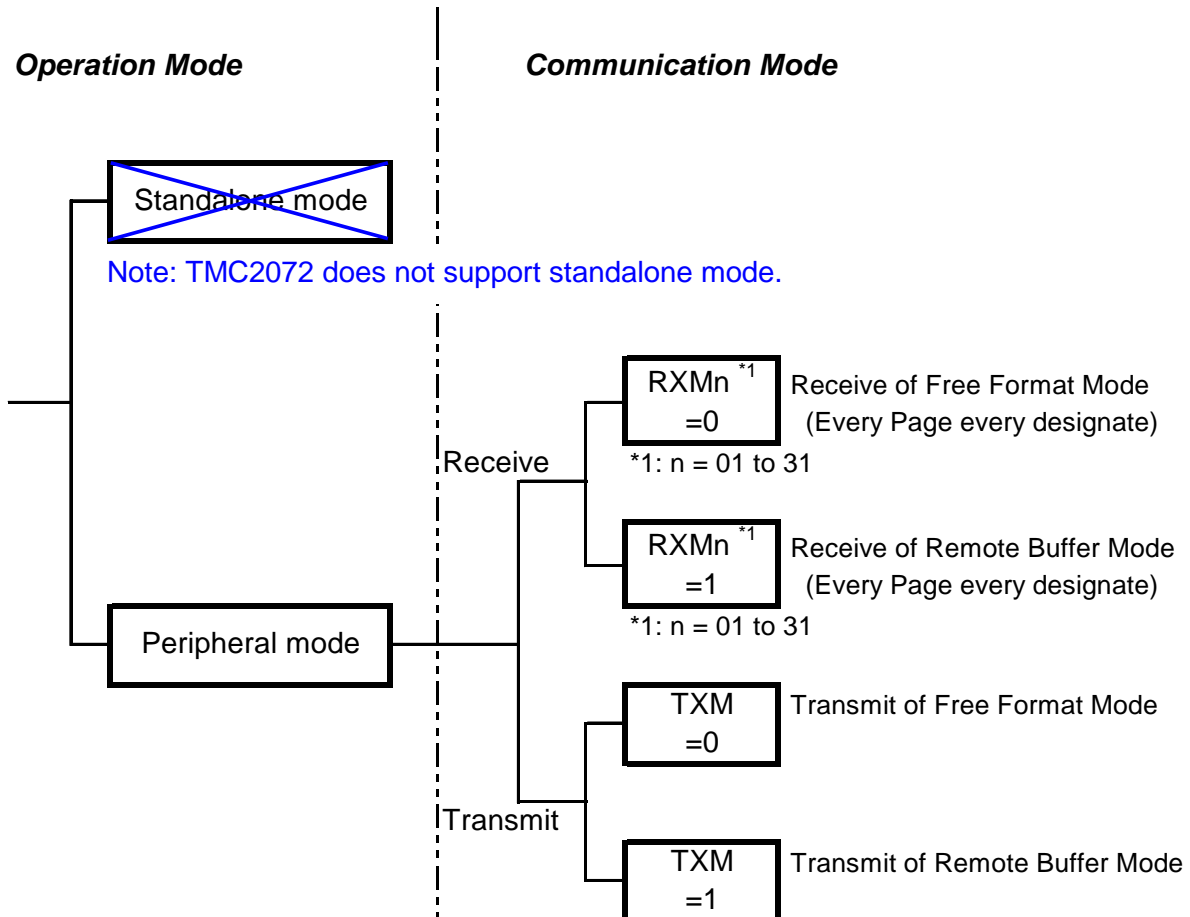 Operation Mode
Communication Mode
Standalone mode
Note: TMC2072 does not support standalone mode.
RXMn *1
=0
Receive of Free Format Mode
(Every Page every designate)
*1: n = 01 to 31
Receive
RXMn *1
=1
Receive of Remote Buffer Mode
(Every Page every designate)
*1: n = 01 to 31
Peripheral mode
TXM
=0
Transmit of Free Format Mode
Transmit
TXM
=1
Transmit of Remote Buffer Mode